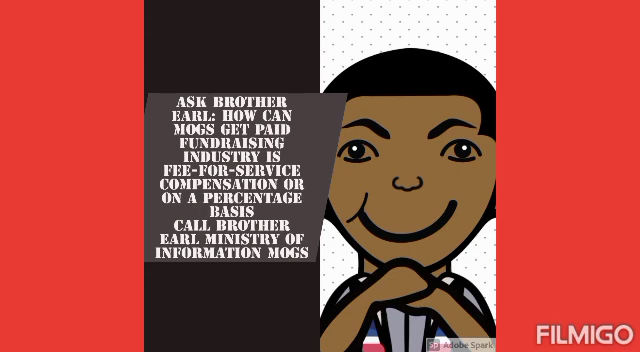 ASK BROTHER
EARL: HOW CAN
MOGS GET PAID
FUNDRAISING
INDUSTRY IS
FEE-FOR-SERVICE
COMPENSATION OR
ON A PERCENTAGE
BASIS
CALL BROTHER
EARL MINISTRY OF
INFORMATION MOGS
Sp Adobe Spark
FILMIGO